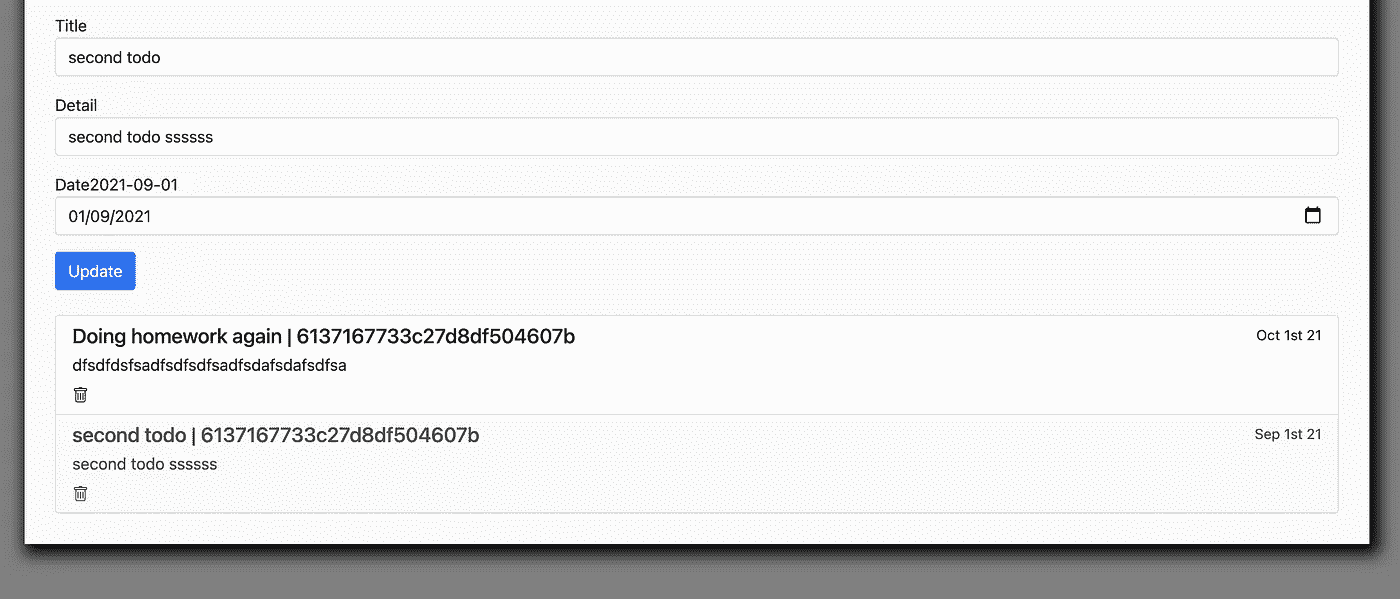 Title
second todo
Detail
second todo ssssss
Date2021-09-01
01/09/2021
Update
Doing homework again | 6137167733c27d8df504607b
Oct 1st 21
dfsdfdsfsadfsdfsdfsadfsdafsdafsdfsa
second todo | 6137167733c27d8df504607b
Sep 1st 21
second todo ssssss